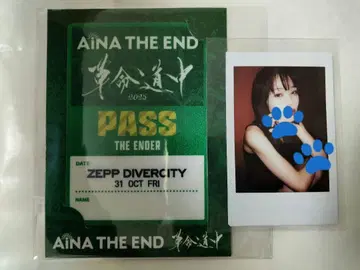 AiNA THE END
革命道中
2025
PASS
THE ENDER
DATE:
ZEPP DIVERCITY
31 OCT FRI
NAME:
AiNA THE END 革命道中